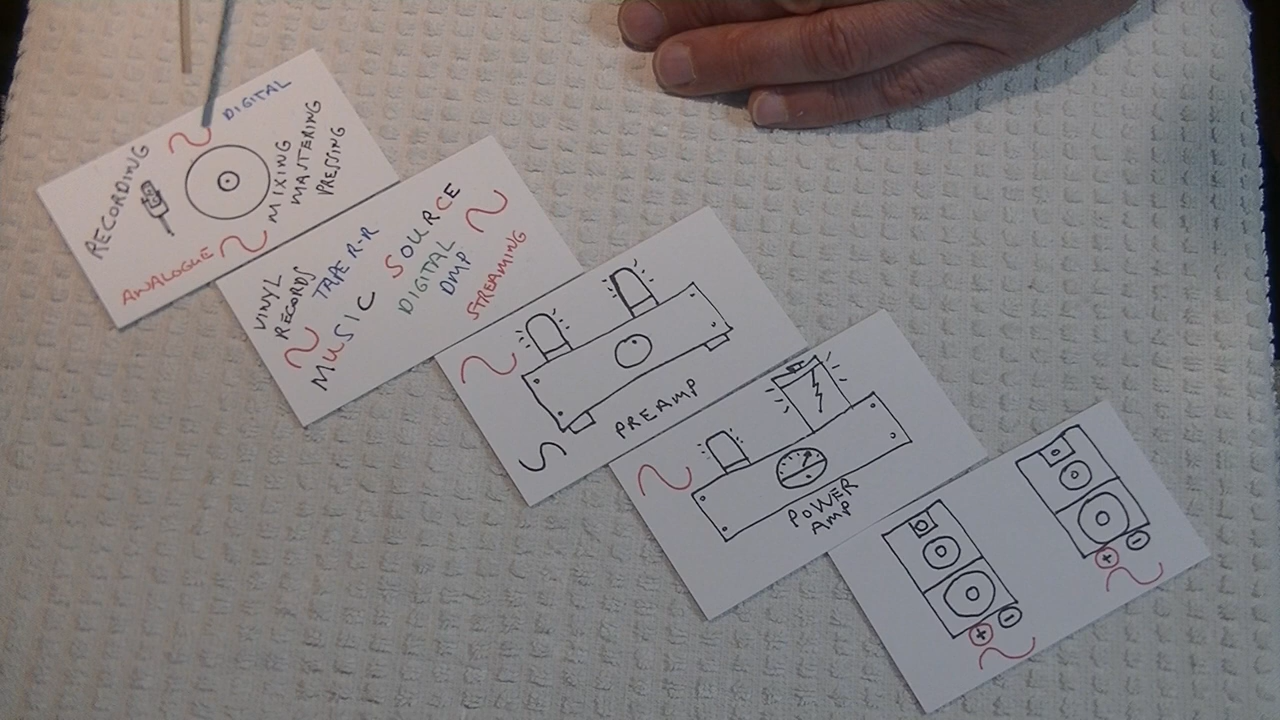 RECORDING
DIGITAL
MIXING
MASTERING
PRESSING
ANALOGUE
VINYL
RECORDS
TAPE R-R
MUSIC SOURCE
DIGITAL
DMP
STREAMING
PREAMP
POWER
AMP
+ -
+ -